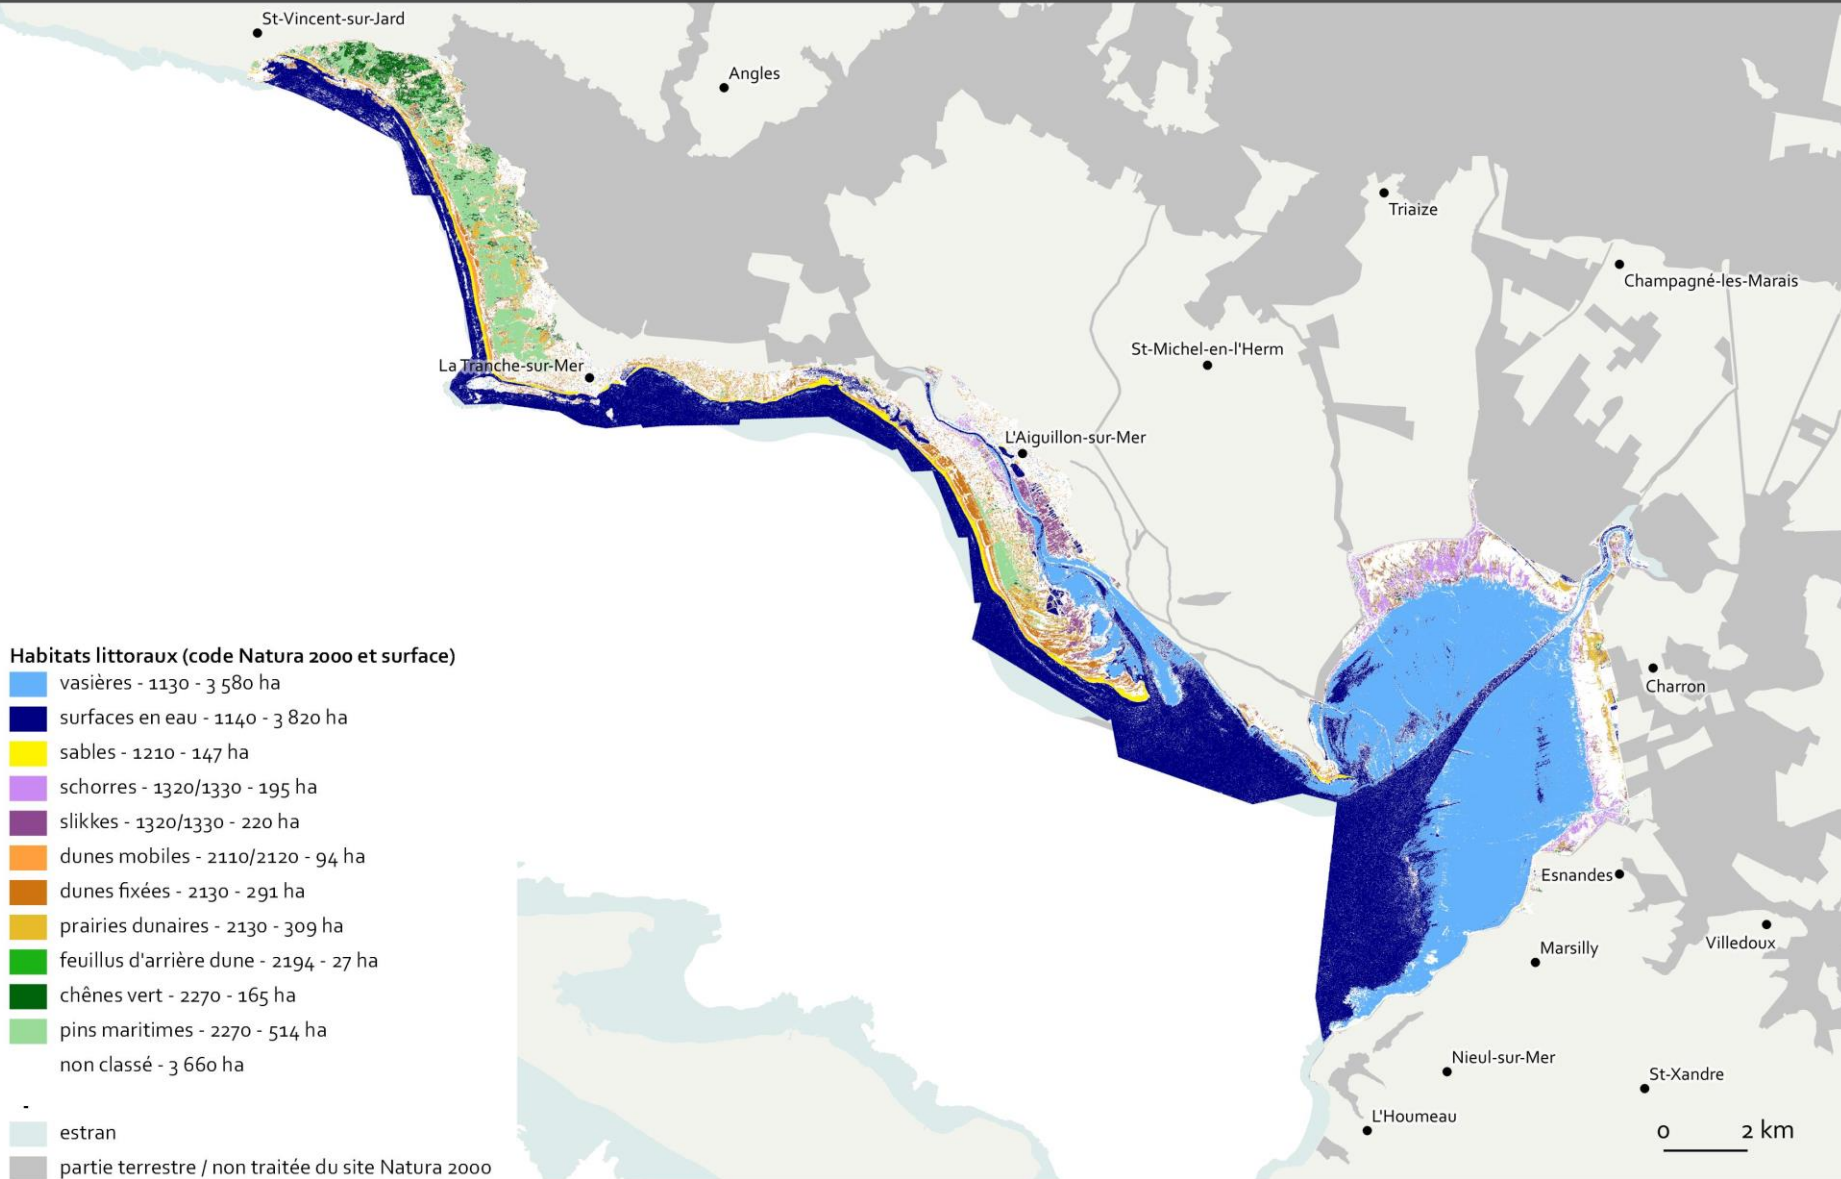 St-Vincent-sur-Jard
Angles
Triaize
Champagné-les-Marais
St-Michel-en-l'Herm
La Tranche-sur-Mer
L'Aiguillon-sur-Mer
Charron
Esnandes
Marsilly
Villedoux
Nieul-sur-Mer
St-Xandre
L'Houmeau
0 2 km
Habitats littoraux (code Natura 2000 et surface)
vasières - 1130 - 3 580 ha
surfaces en eau - 1140 - 3 820 ha
sables - 1210 - 147 ha
schorres - 1320/1330 - 195 ha
slikkes - 1320/1330 - 220 ha
dunes mobiles - 2110/2120 - 94 ha
dunes fixées - 2130 - 291 ha
prairies dunaires - 2130 - 309 ha
feuillus d'arrière dune - 2194 - 27 ha
chênes vert - 2270 - 165 ha
pins maritimes - 2270 - 514 ha
non classé - 3 660 ha
-
estran
partie terrestre / non traitée du site Natura 2000